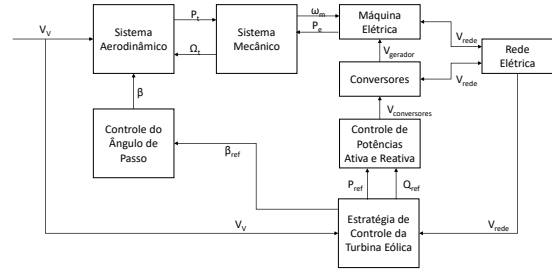 V_V
Sistema
Aerodinâmico
P_t
Ω_t
Sistema
Mecânico
ω_m
P_e
Máquina
Elétrica
V_rede
V_rede
Rede
Elétrica
V_gerador
Conversores
V_conversores
β
Controle do
Ângulo de
Passo
β_ref
Controle de
Potências
Ativa e Reativa
P_ref
Q_ref
V_V
Estratégia de
Controle da
Turbina Eólica
V_rede